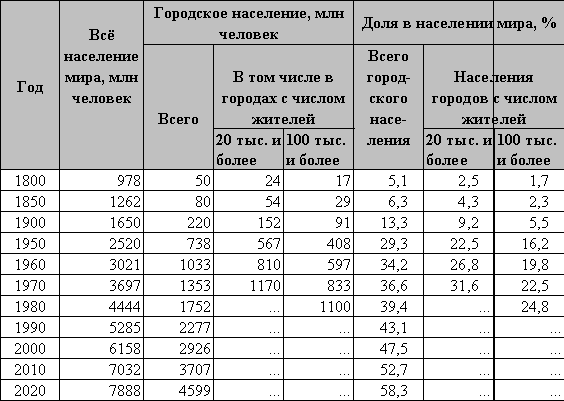 Год
Всё
население
мира, млн
человек
Городское население, млн
человек
Доля в населении мира, %
Всего
В том числе в
городах с числом
жителей
20 тыс. и
более
100 тыс.
и более
Всего
город-
ского
насе-
ления
Населения
городов с числом
жителей
20 тыс. и
более
100 тыс.
и более
1800 978 50 24 17 5,1 2,5 1,7
1850 1262 80 54 29 6,3 4,3 2,3
1900 1650 220 152 91 13,3 9,2 5,5
1950 2520 738 567 408 29,3 22,5 16,2
1960 3021 1033 810 597 34,2 26,8 19,8
1970 3697 1353 1170 833 36,6 31,6 22,5
1980 4444 1752 ... 1100 39,4 ... 24,8
1990 5285 2277 ... ... 43,1 ... ...
2000 6158 2926 ... ... 47,5 ... ...
2010 7032 3707 ... ... 52,7 ... ...
2020 7888 4599 ... ... 58,3 ... ...